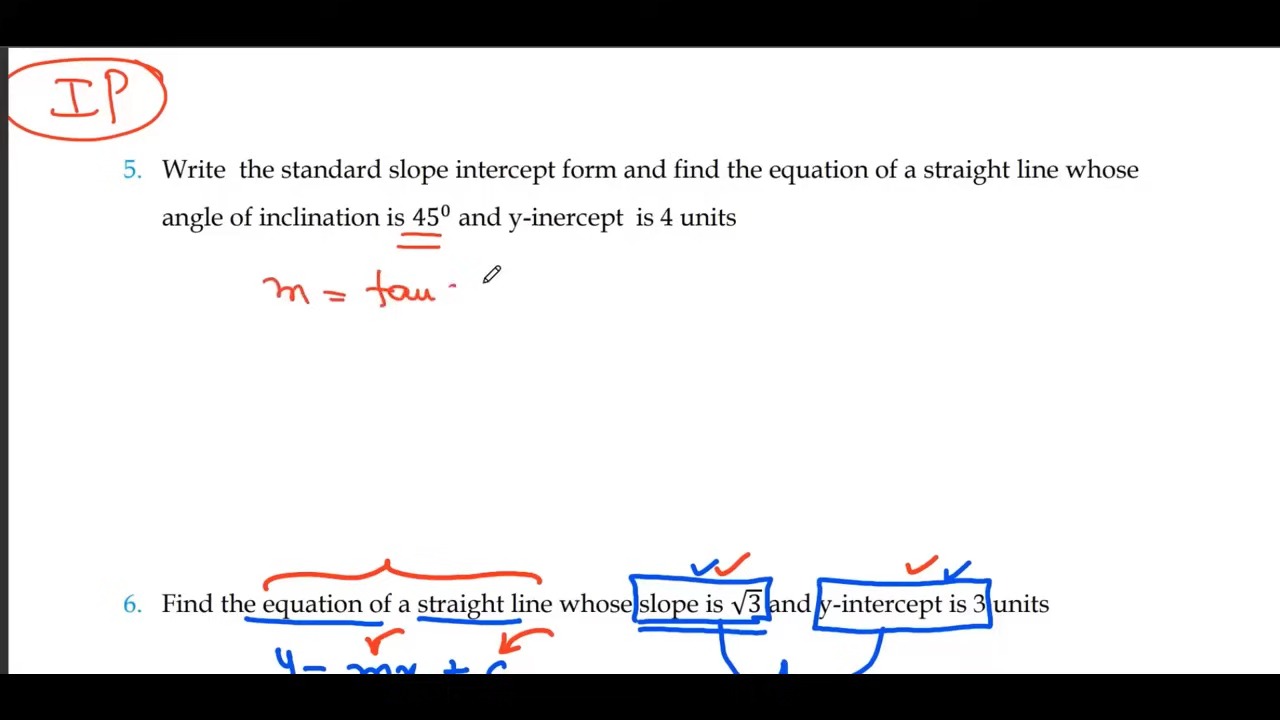 IP
5. Write the standard slope intercept form and find the equation of a straight line whose
angle of inclination is 45⁰ and y-inercept is 4 units
m = tan
6. Find the equation of a straight line whose slope is √3 and y-intercept is 3 units
y = mx + c